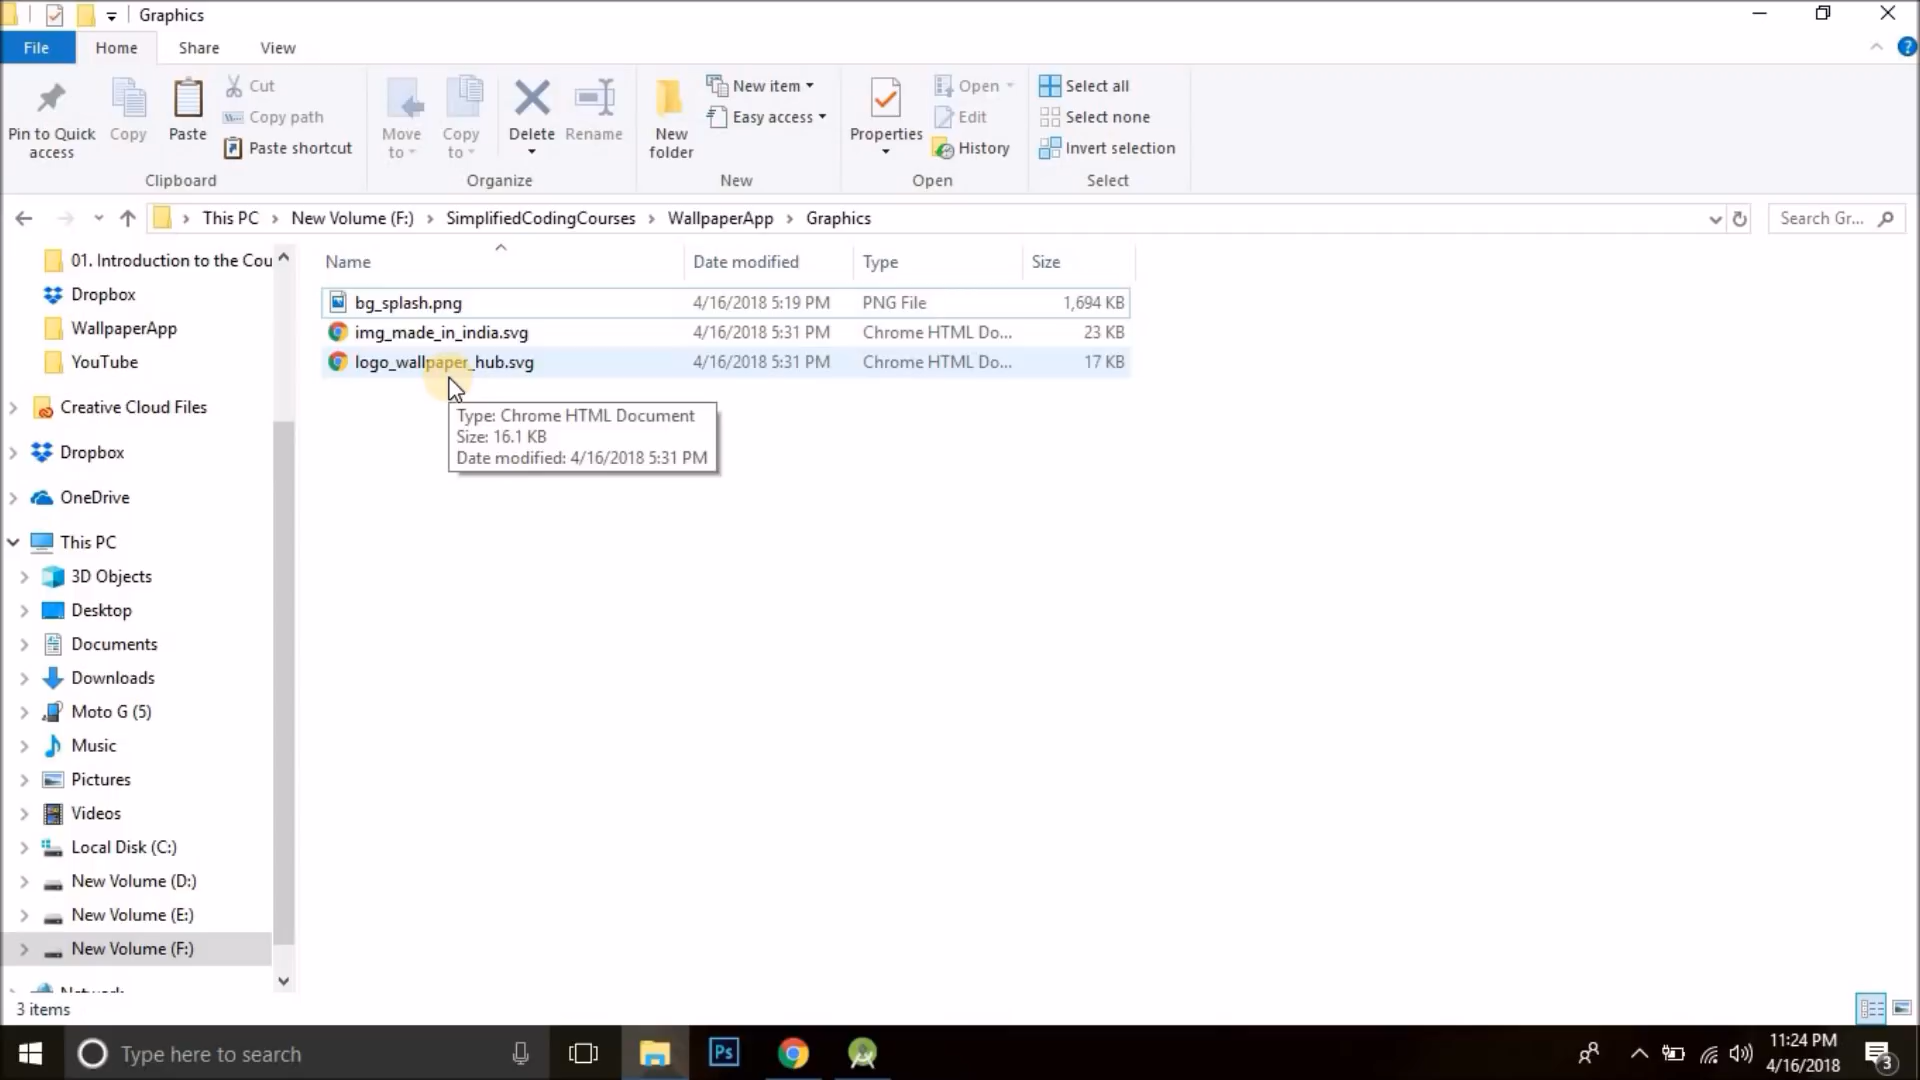 Graphics
File Home Share View
Pin to Quick access
Copy
Paste
Cut
Copy path
Paste shortcut
Move to
Copy to
Delete
Rename
New folder
New item
Easy access
Properties
Open
Edit
History
Select all
Select none
Invert selection
Clipboard Organize New Open Select
This PC New Volume (F:) SimplifiedCodingCourses WallpaperApp Graphics
Search Gr...
01. Introduction to the Cou
Dropbox
WallpaperApp
YouTube
Creative Cloud Files
Dropbox
OneDrive
This PC
3D Objects
Desktop
Documents
Downloads
Moto G (5)
Music
Pictures
Videos
Local Disk (C:)
New Volume (D:)
New Volume (E:)
New Volume (F:)
Network
Name Date modified Type Size
bg_splash.png 4/16/2018 5:19 PM PNG File 1,694 KB
img_made_in_india.svg 4/16/2018 5:31 PM Chrome HTML Do... 23 KB
logo_wallpaper_hub.svg 4/16/2018 5:31 PM Chrome HTML Do... 17 KB
Type: Chrome HTML Document
Size: 16.1 KB
Date modified: 4/16/2018 5:31 PM
3 items
Type here to search
Ps
11:24 PM
4/16/2018
3